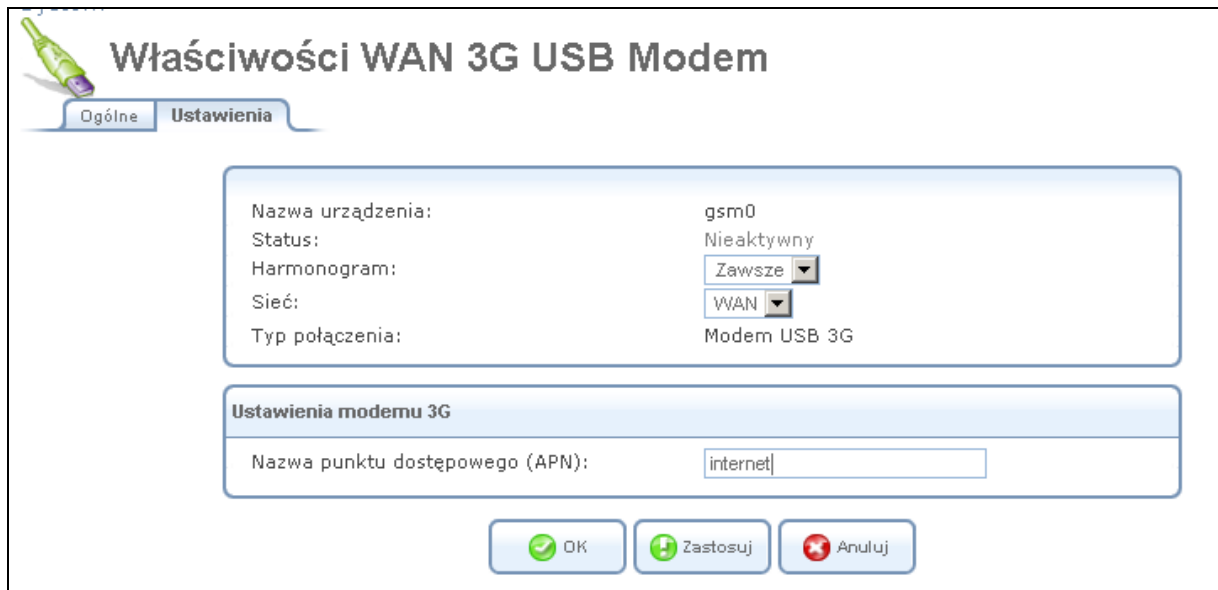 Właściwości WAN 3G USB Modem
Ogólne Ustawienia
Nazwa urządzenia: gsm0
Status: Nieaktywny
Harmonogram: Zawsze
Sieć: WAN
Typ połączenia: Modem USB 3G
Ustawienia modemu 3G
Nazwa punktu dostępowego (APN): internet
OK Zastosuj Anuluj